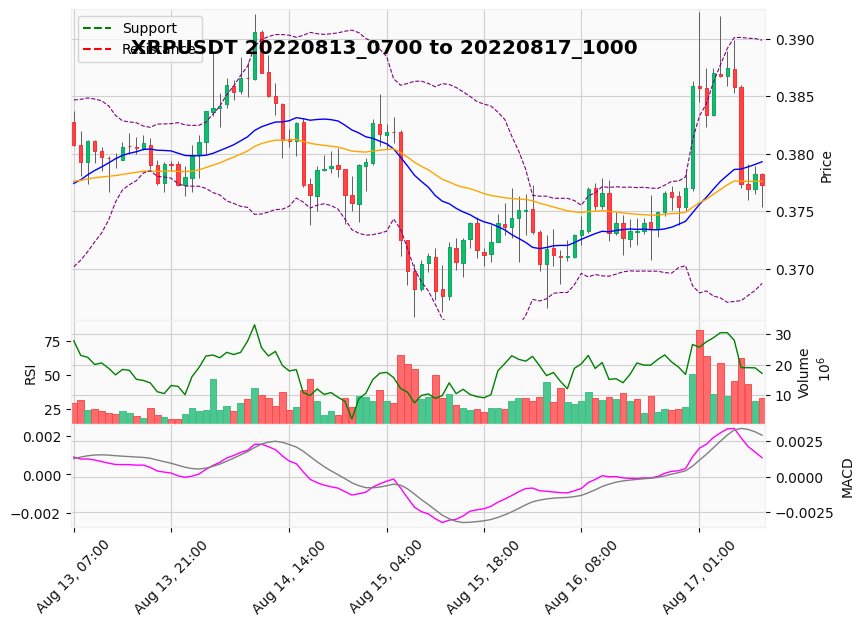 Support
Resistance
XRPUSDT 20220813_0700 to 20220817_1000
0.390
0.385
0.380
0.375
0.370
Price
75
50
25
RSI
30
20
10
Volume
10^6
0.002
0.000
−0.002
0.0025
0.0000
−0.0025
MACD
Aug 13, 07:00
Aug 13, 21:00
Aug 14, 14:00
Aug 15, 04:00
Aug 15, 18:00
Aug 16, 08:00
Aug 17, 01:00